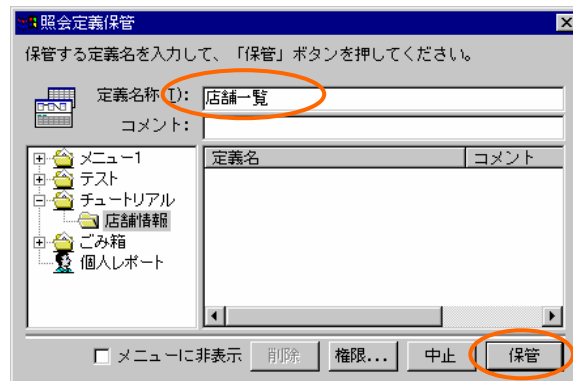 照会定義保管
保管する定義名を入力して、「保管」ボタンを押してください。
定義名称(I): 店舗一覧
コメント:
定義名 コメント
メニュー1
テスト
チュートリアル
店舗情報
ごみ箱
個人レポート
メニューに非表示 削除 権限... 中止 保管